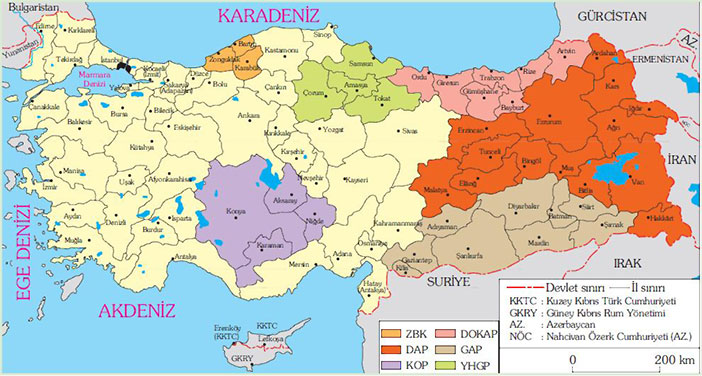 Bulgaristan
KARADENİZ
GÜRCİSTAN
Yunanistan
Edirne
Kırklareli
Tekirdağ
İstanbul
Marmara
Denizi
Yalova
Kocaeli
(İzmit)
Sakarya
(Adapazarı)
Düzce
Bolu
Zonguldak
Bartın
Karabük
Kastamonu
Sinop
Çankırı
Samsun
Çorum
Amasya
Tokat
Ordu
Giresun
Trabzon
Gümüşhane
Rize
Bayburt
Artvin
Ardahan
Kars
Iğdır
AZ.
ERMENİSTAN
NÖÇ
Çanakkale
Balıkesir
Bursa
Bilecik
Eskişehir
Kütahya
Ankara
Kırıkkale
Yozgat
Sivas
Kırşehir
Nevşehir
Kayseri
Erzincan
Erzurum
Ağrı
Tunceli
Bingöl
Muş
Elazığ
Malatya
Bitlis
Van
Hakkâri
İRAN
Manisa
İzmir
Uşak
Afyonkarahisar
Aydın
Denizli
Isparta
Burdur
Muğla
Antalya
Konya
Aksaray
Niğde
Karaman
Mersin
Adana
Osmaniye
Kahramanmaraş
Hatay
(Antakya)
Adıyaman
Gaziantep
Kilis
Şanlıurfa
Diyarbakır
Batman
Siirt
Mardin
Şırnak
EGE DENİZİ
AKDENİZ
SURİYE
IRAK
Erenköy
(KKTC)
KKTC
Lefkoşa
GKRY
ZBK
DAP
KOP
DOKAP
GAP
YHGP
Devlet sınırı
İl sınırı
KKTC : Kuzey Kıbrıs Türk Cumhuriyeti
GKRY : Güney Kıbrıs Rum Yönetimi
AZ. : Azerbaycan
NÖC : Nahcivan Özerk Cumhuriyeti (AZ.)
0 200 km